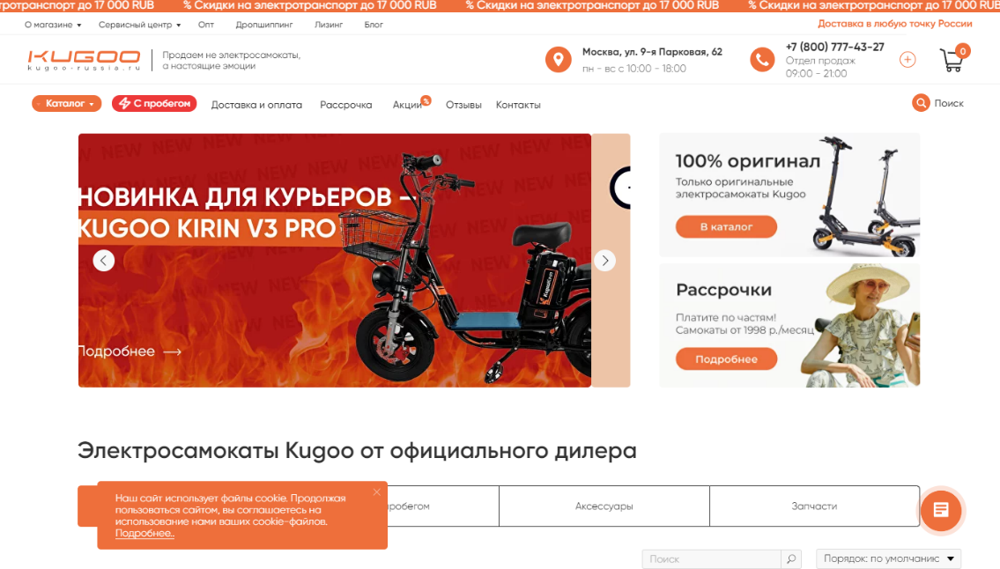 тротранспорт до 17 000 RUB % Скидки на электротранспорт до 17 000 RUB % Скидки на электротранспорт до 17 000 RUB % Скидки на электротранспорт до 17 000 RUB
О магазине Сервисный центр Опт Дропшиппинг Лизинг Блог Доставка в любую точку России
KUGOO
kugoo-russia.ru
Продаем не электросамокаты,
а настоящие эмоции
Москва, ул. 9-я Парковая, 62
пн - вс с 10:00 - 18:00
+7 (800) 777-43-27
Отдел продаж
09:00 - 21:00
0
Каталог С пробегом Доставка и оплата Рассрочка Акции % Отзывы Контакты Поиск
НОВИНКА ДЛЯ КУРЬЕРОВ –
KUGOO KIRIN V3 PRO
Подробнее
100% оригинал
Только оригинальные
электросамокаты Kugoo
В каталог
Рассрочки
Платите по частям!
Самокаты от 1998 р./месяц
Подробнее
Электросамокаты Kugoo от официального дилера
пробегом Аксессуары Запчасти
Наш сайт использует файлы cookie. Продолжая
пользоваться сайтом, вы соглашаетесь на
использование нами ваших cookie-файлов.
Подробнее..
Поиск Порядок: по умолчанию